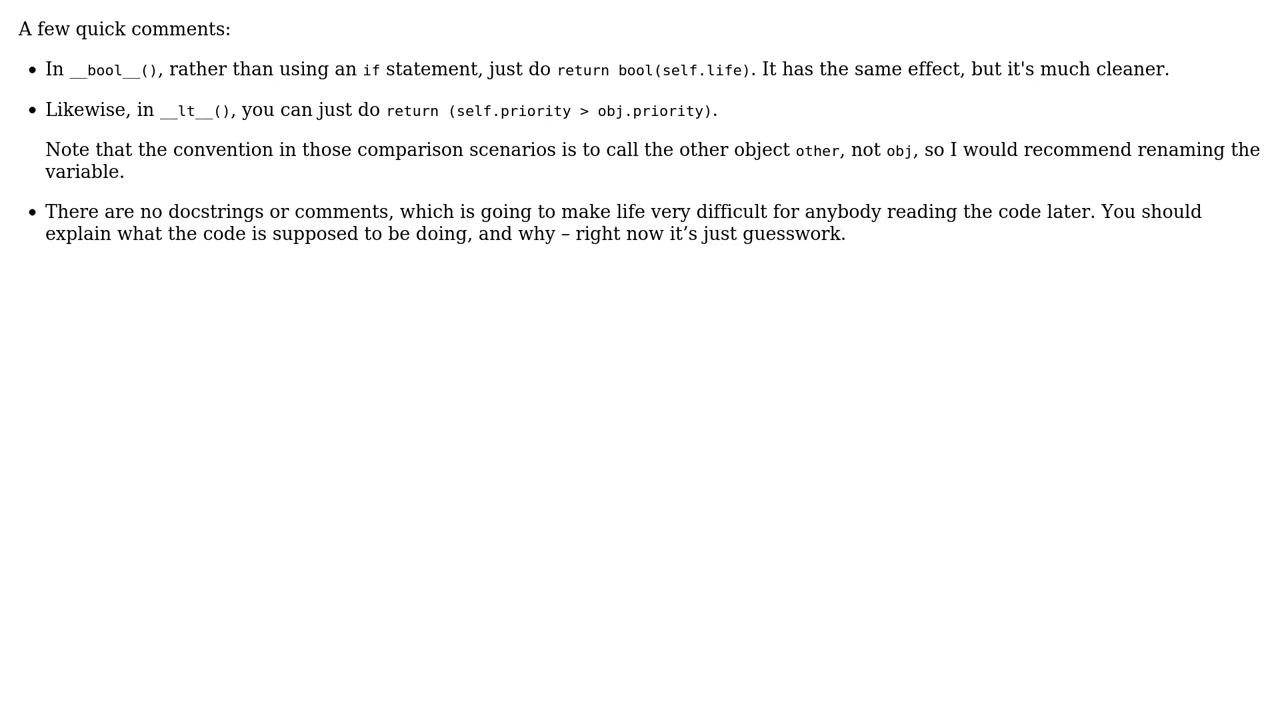 A few quick comments:
• In __bool__(), rather than using an if statement, just do return bool(self.life). It has the same effect, but it's much cleaner.
• Likewise, in __lt__(), you can just do return (self.priority > obj.priority).
Note that the convention in those comparison scenarios is to call the other object other, not obj, so I would recommend renaming the
variable.
• There are no docstrings or comments, which is going to make life very difficult for anybody reading the code later. You should
explain what the code is supposed to be doing, and why – right now it’s just guesswork.